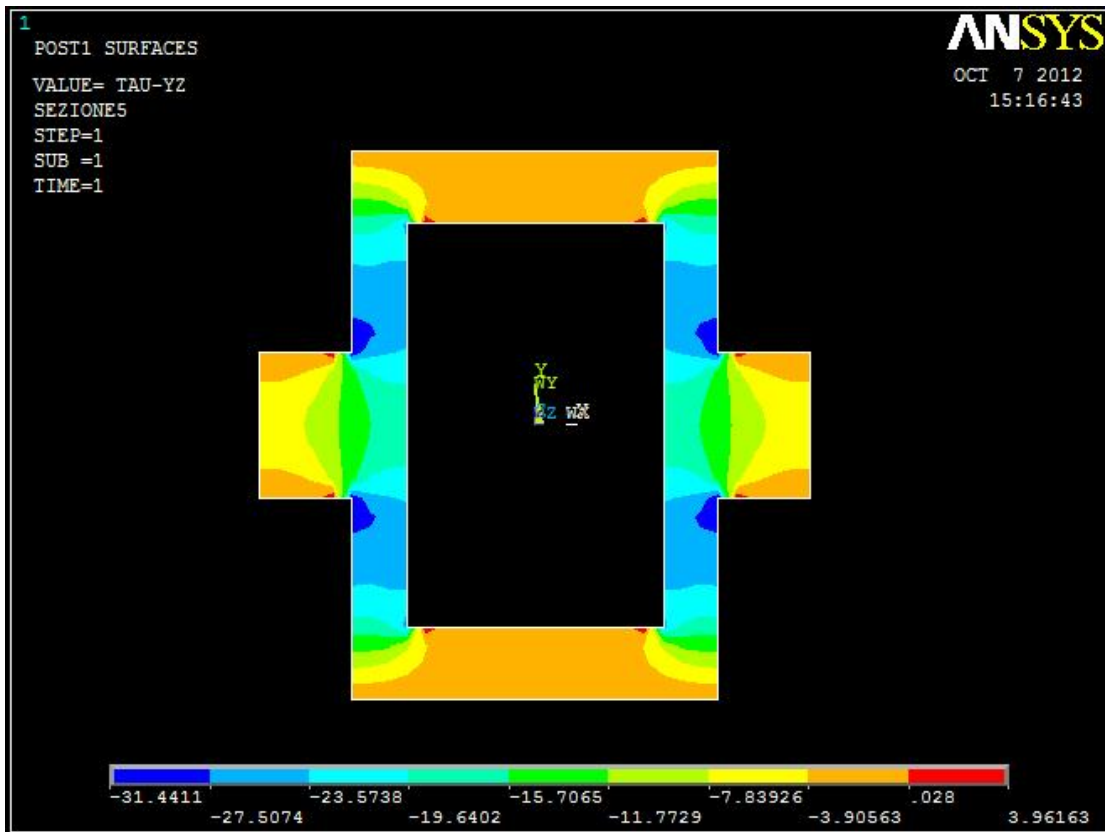 1
ANSYS
POST1 SURFACES
OCT 7 2012
VALUE= TAU-YZ
15:16:43
SEZIONE5
STEP=1
SUB =1
TIME=1
Y
WY
Z
-31.4411 -23.5738 -15.7065 -7.83926 .028
-27.5074 -19.6402 -11.7729 -3.90563 3.96163